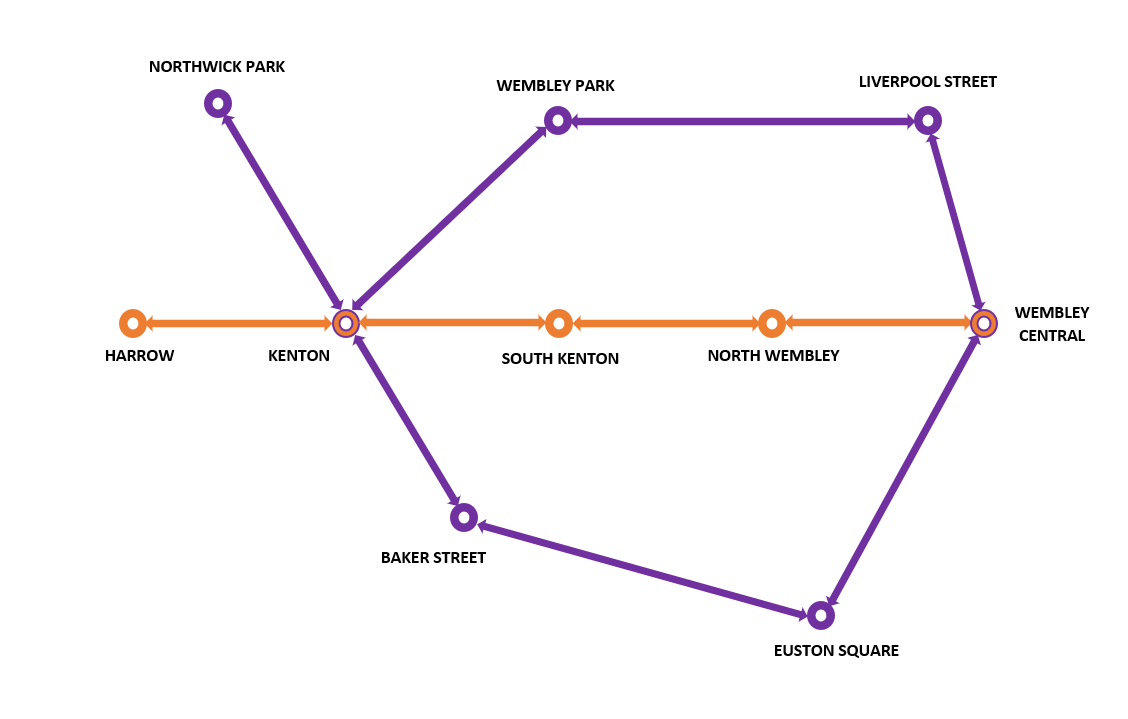 NORTHWICK PARK
WEMBLEY PARK
LIVERPOOL STREET
HARROW
KENTON
SOUTH KENTON
NORTH WEMBLEY
WEMBLEY
CENTRAL
BAKER STREET
EUSTON SQUARE